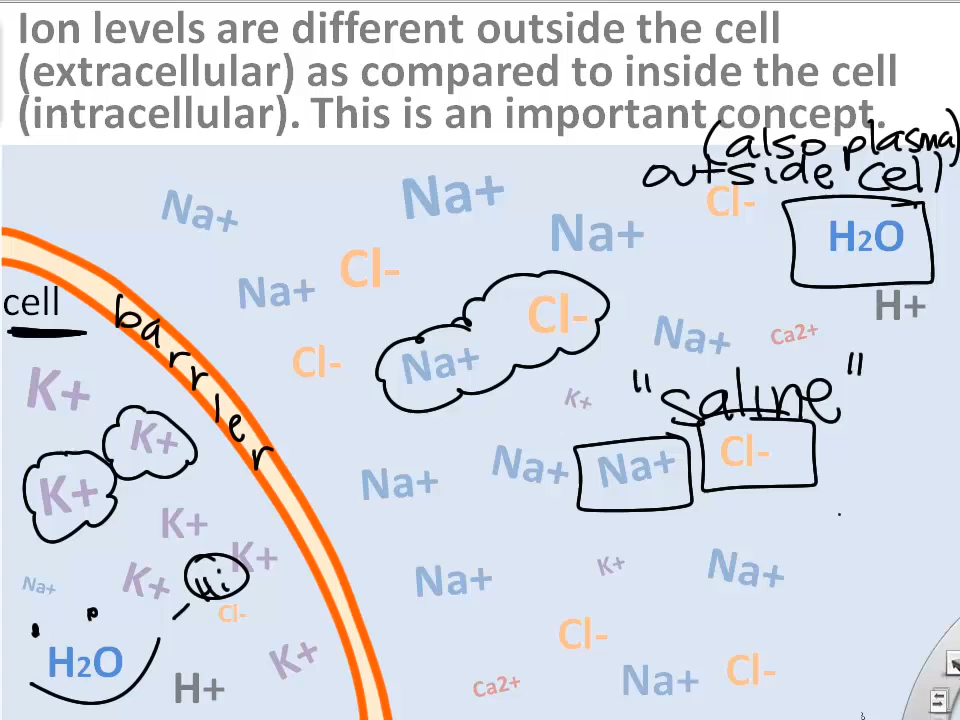 Ion levels are different outside the cell
(extracellular) as compared to inside the cell
(intracellular). This is an important concept.
(also plasma)
outside cell
Na+
Na+
Cl-
Na+
H2O
Cl-
Na+
H+
cell
barrier
Cl-
Na+
Ca2+
Cl-
Na+
K+
K+
"saline"
K+
Cl-
K+
Na+
Na+
Na+
K+
K+
Hi
K+
Na+
Na+
K+
Na+
Cl-
Cl-
H2O
K+
H+
Ca2+
Na+
Cl-